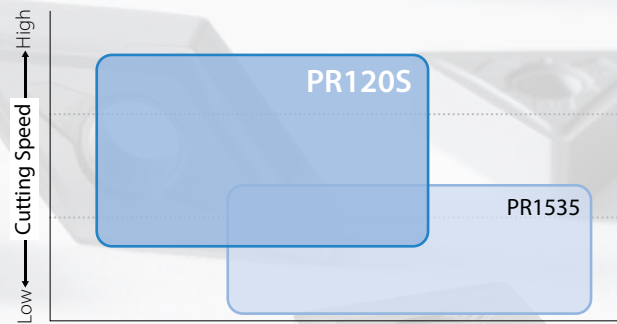 High
Cutting Speed
Low
PR120S
PR1535